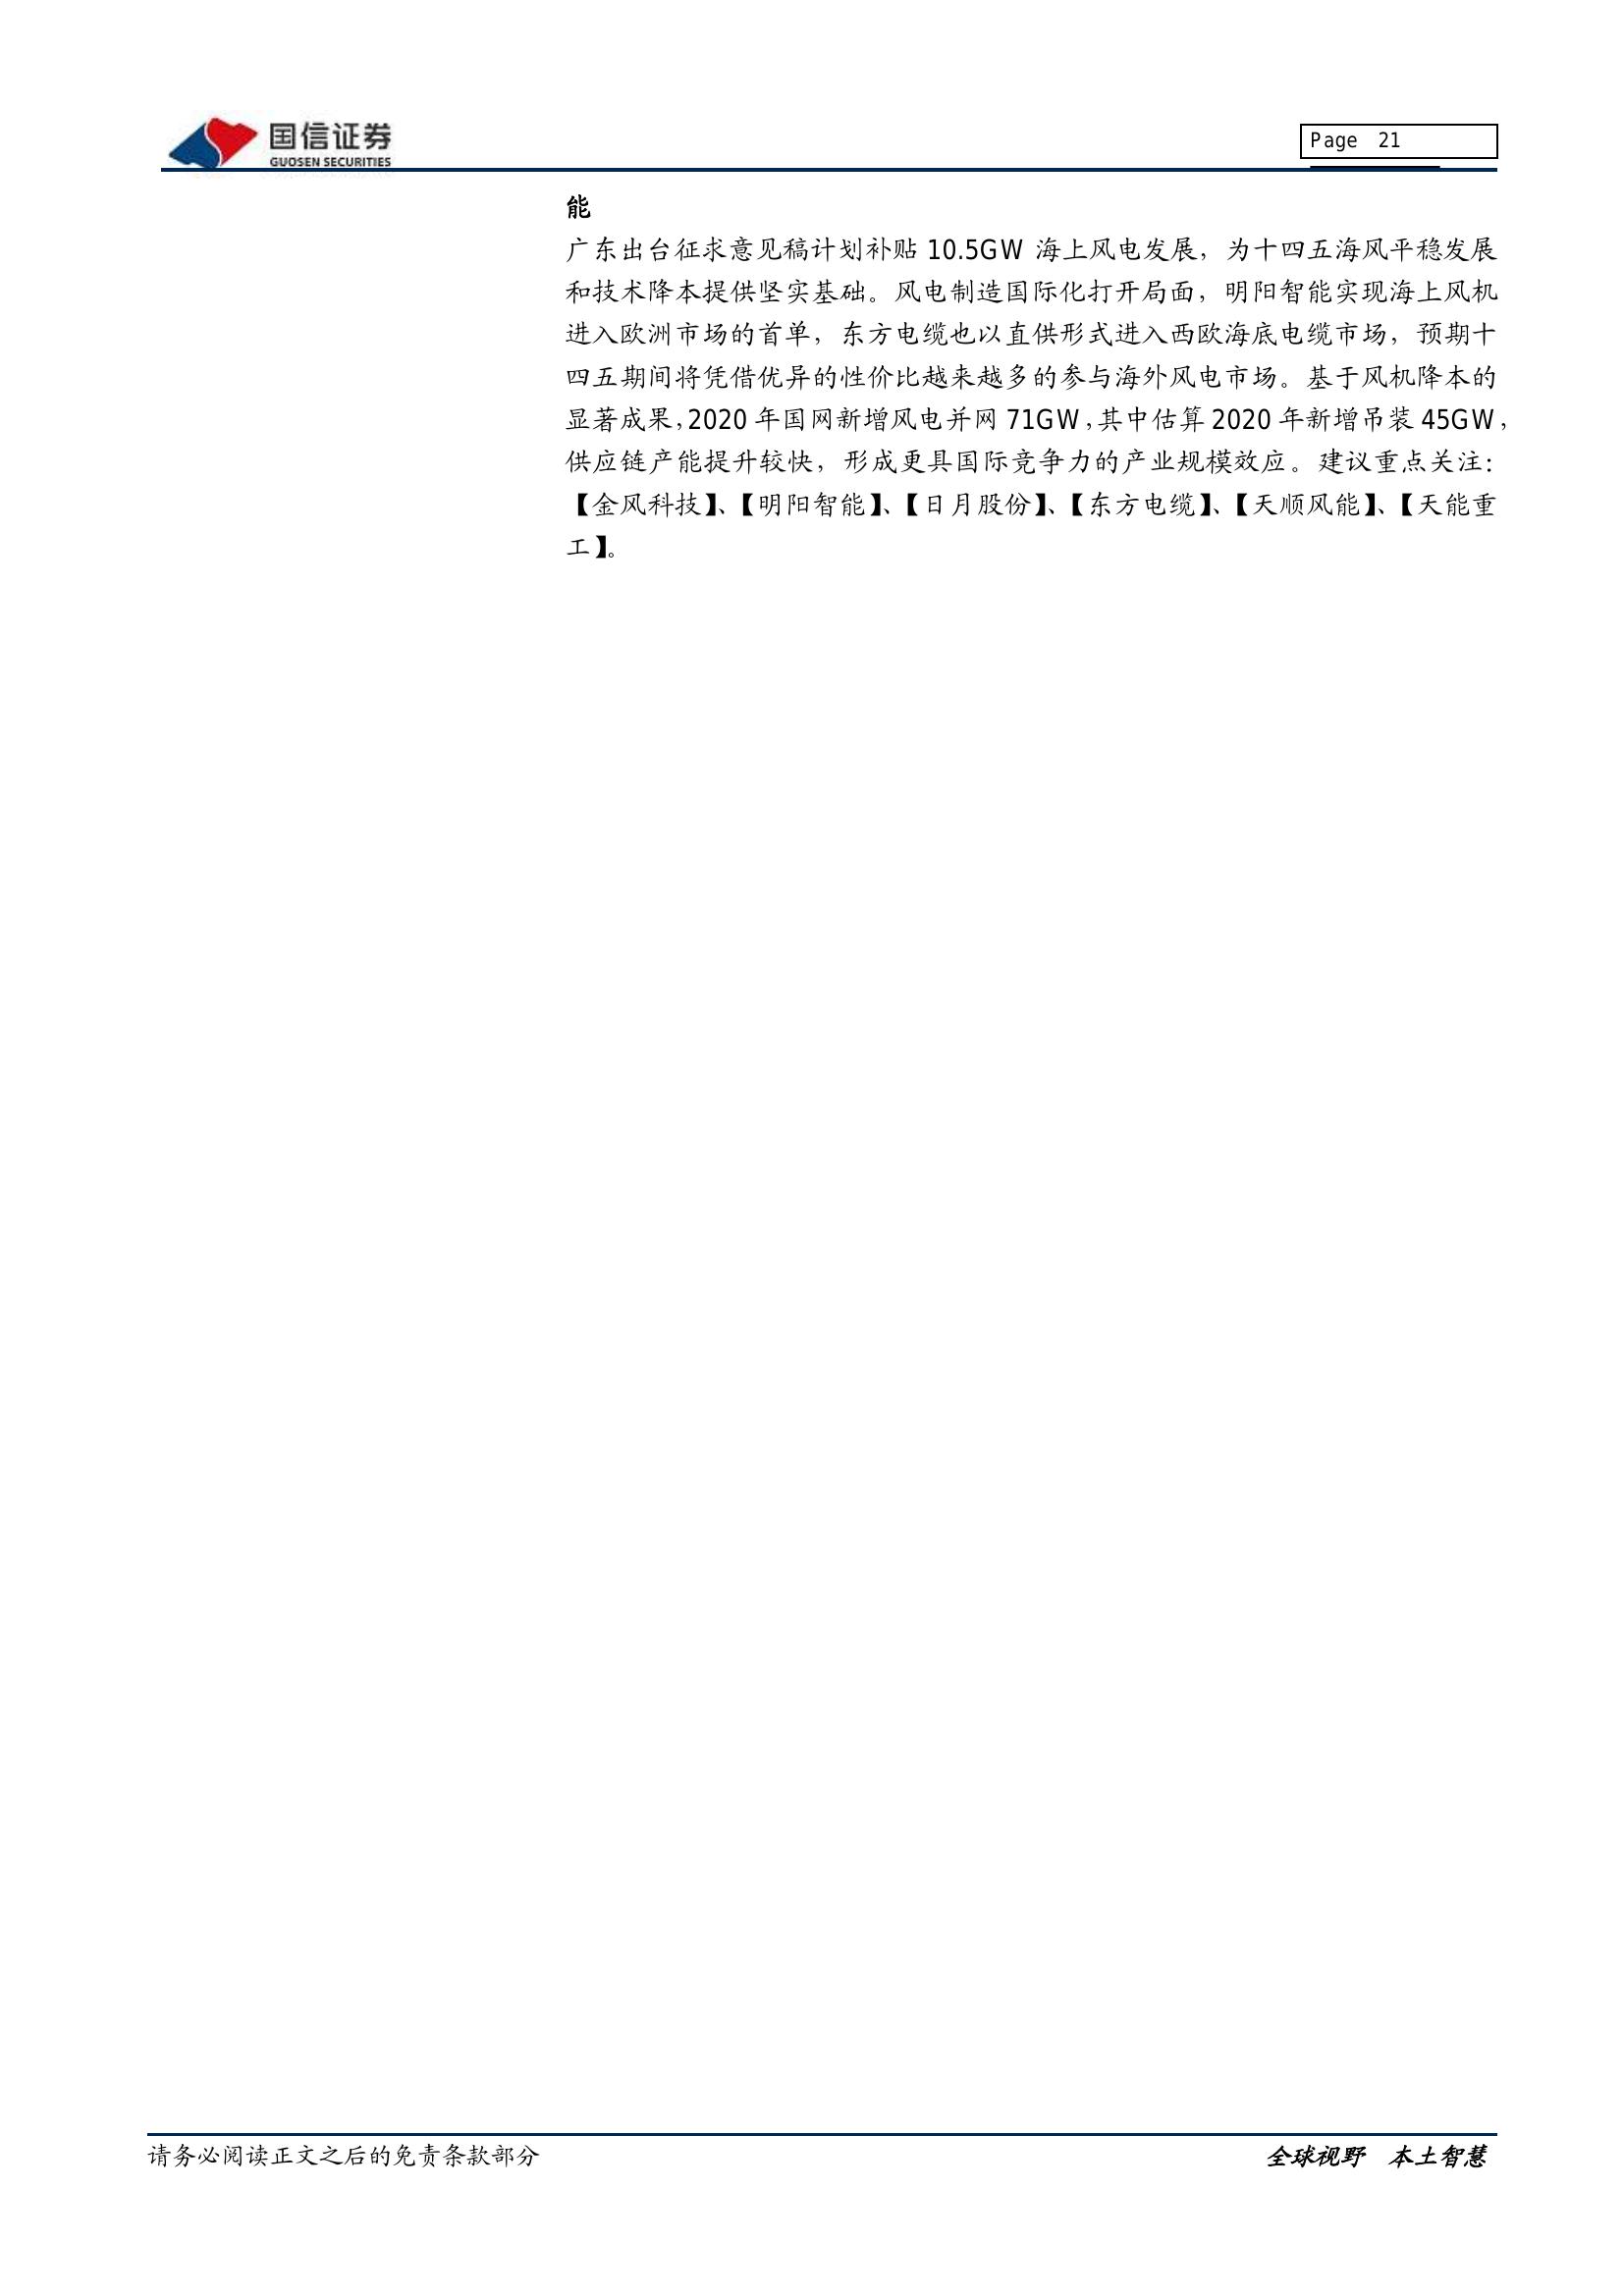 国信证券
GUOSEN SECURITIES
Page 21
能
广东出台征求意见稿计划补贴 10.5GW 海上风电发展，为十四五海风平稳发展
和技术降本提供坚实基础。风电制造国际化打开局面，明阳智能实现海上风机
进入欧洲市场的首单，东方电缆也以直供形式进入西欧海底电缆市场，预期十
四五期间将凭借优异的性价比越来越多的参与海外风电市场。基于风机降本的
显著成果，2020 年国网新增风电并网 71GW，其中估算 2020 年新增吊装 45GW，
供应链产能提升较快，形成更具国际竞争力的产业规模效应。建议重点关注：
【金风科技】、【明阳智能】、【日月股份】、【东方电缆】、【天顺风能】、【天能重
工】。
请务必阅读正文之后的免责条款部分
全球视野 本土智慧